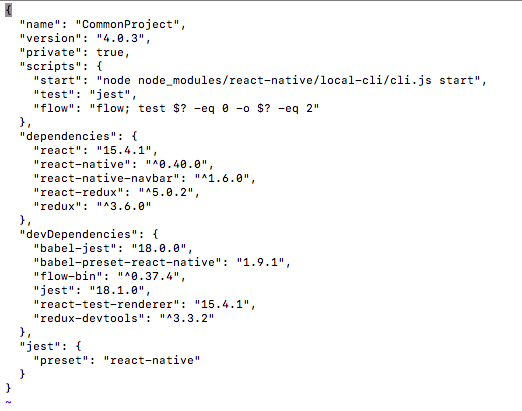 {
  "name": "CommonProject",
  "version": "4.0.3",
  "private": true,
  "scripts": {
    "start": "node node_modules/react-native/local-cli/cli.js start",
    "test": "jest",
    "flow": "flow; test $? -eq 0 -o $? -eq 2"
  },
  "dependencies": {
    "react": "15.4.1",
    "react-native": "^0.40.0",
    "react-native-navbar": "^1.6.0",
    "react-redux": "^5.0.2",
    "redux": "^3.6.0"
  },
  "devDependencies": {
    "babel-jest": "18.0.0",
    "babel-preset-react-native": "1.9.1",
    "flow-bin": "^0.37.4",
    "jest": "18.1.0",
    "react-test-renderer": "15.4.1",
    "redux-devtools": "^3.3.2"
  },
  "jest": {
    "preset": "react-native"
  }
}
~